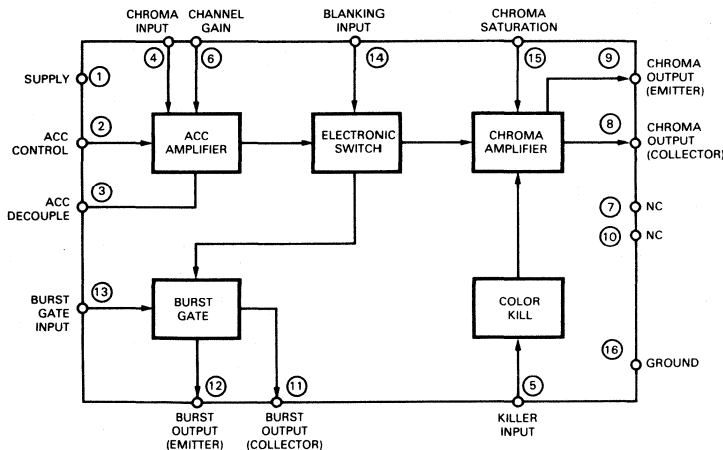 CHROMA
INPUT
4
CHANNEL
GAIN
6
BLANKING
INPUT
14
CHROMA
SATURATION
15
9
CHROMA
OUTPUT
(EMITTER)
SUPPLY
1
ACC
CONTROL
2
ACC
AMPLIFIER
ELECTRONIC
SWITCH
CHROMA
AMPLIFIER
8
CHROMA
OUTPUT
(COLLECTOR)
ACC
DECOUPLE
3
7
NC
10
NC
BURST
GATE
INPUT
13
BURST
GATE
COLOR
KILL
16
GROUND
12
BURST
OUTPUT
(EMITTER)
11
BURST
OUTPUT
(COLLECTOR)
5
KILLER
INPUT